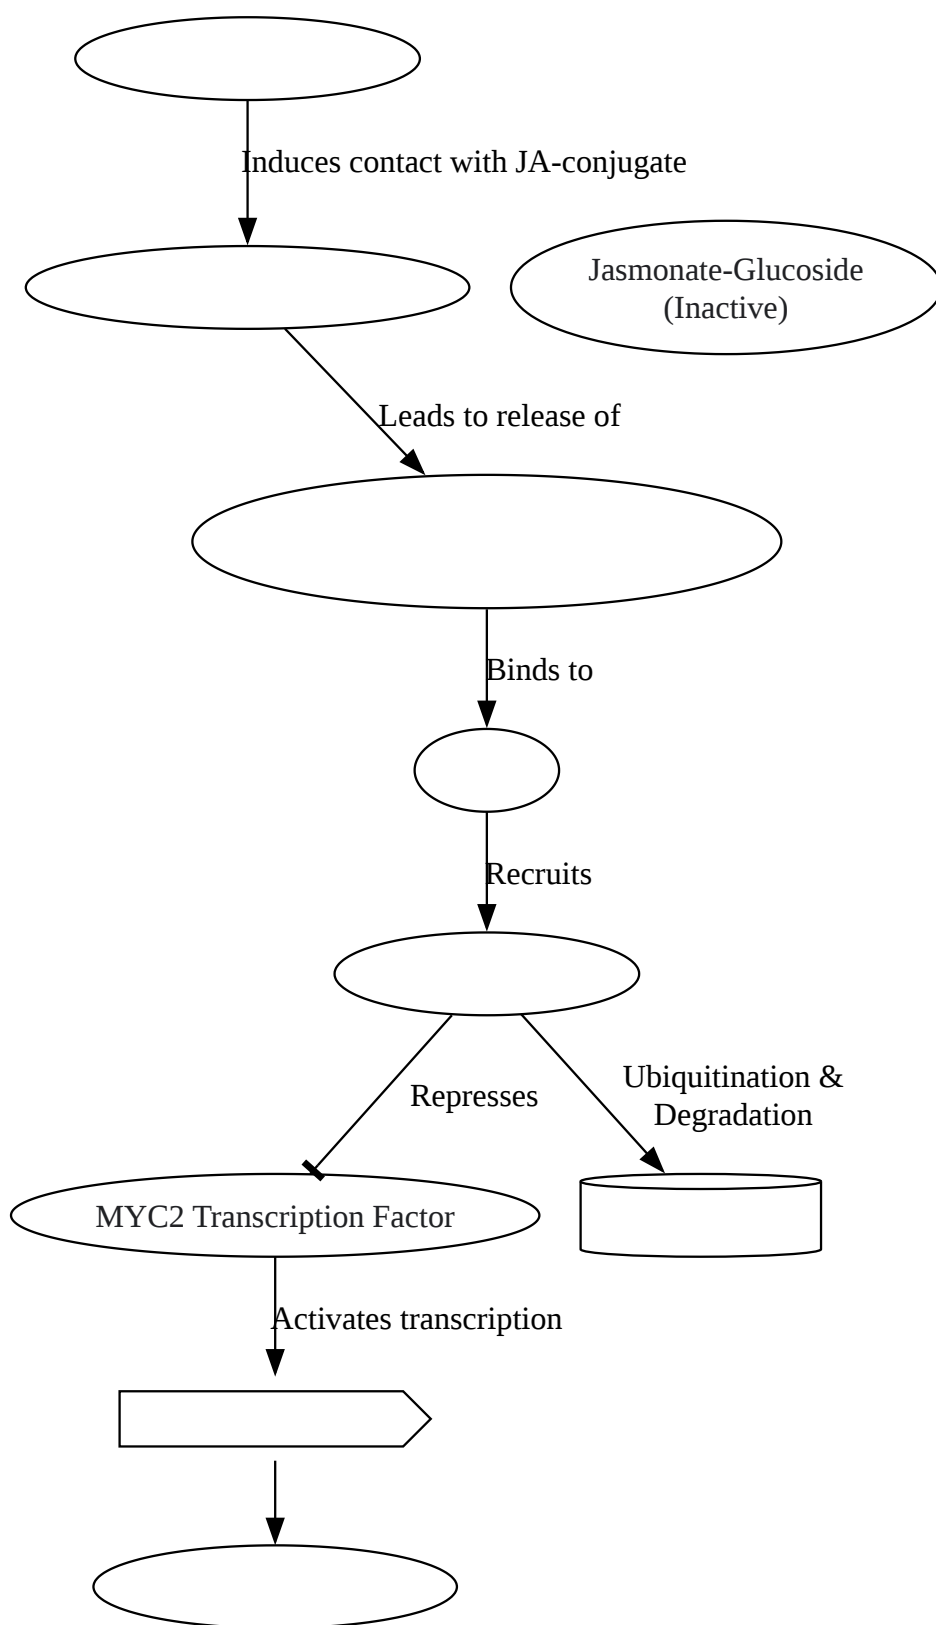 Induces contact with JA-conjugate
Jasmonate-Glucoside
(Inactive)
Leads to release of
Binds to
Recruits
Represses
Ubiquitination &
Degradation
MYC2 Transcription Factor
Activates transcription